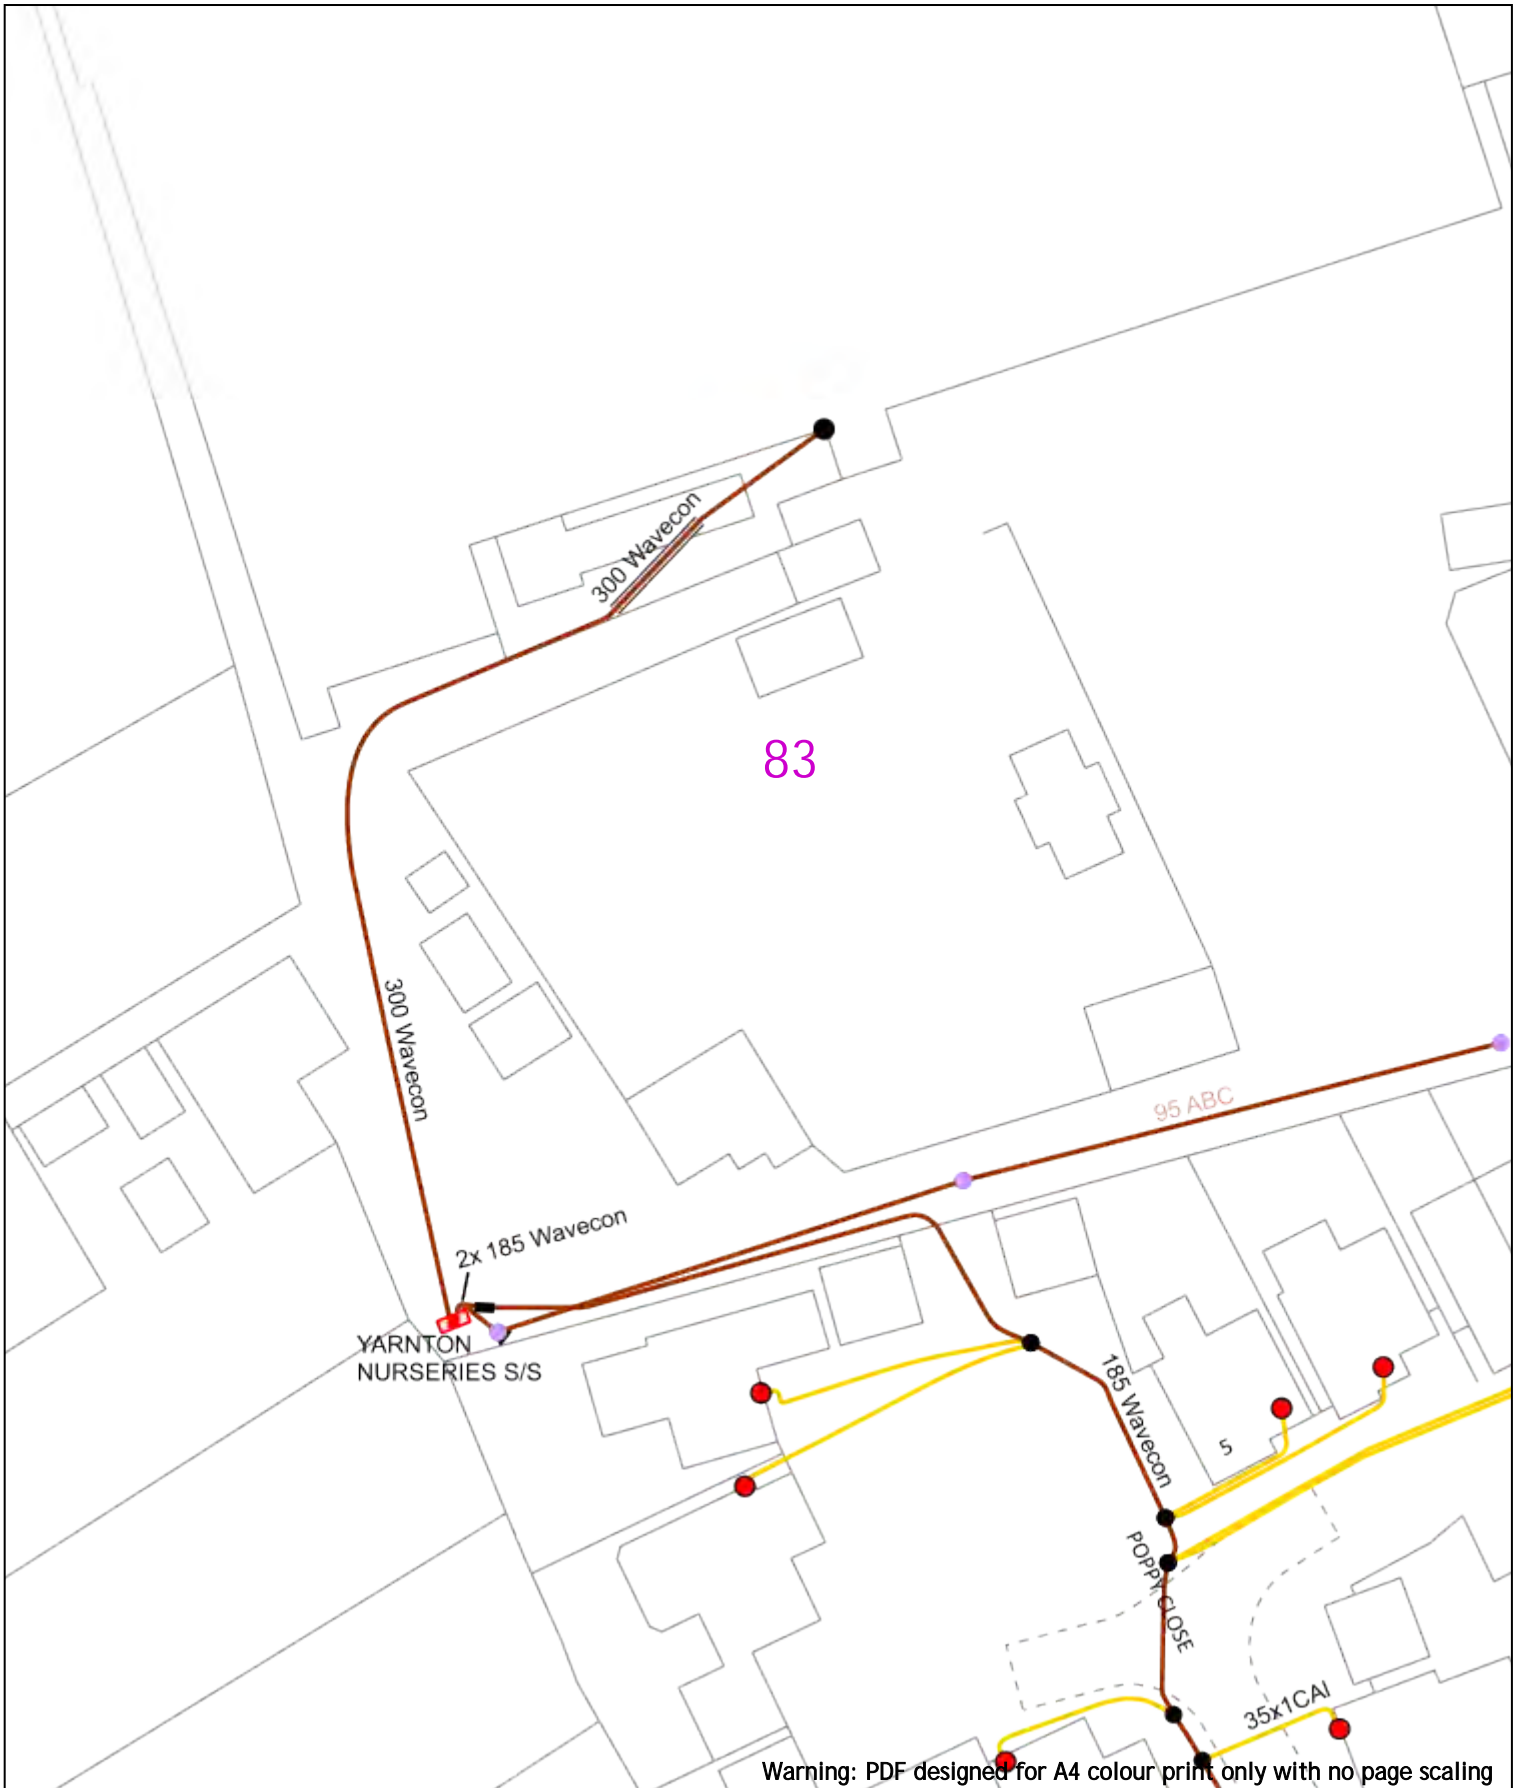 300 Wavecon
83
300 Wavecon
95 ABC
2x 185 Wavecon
YARNTON
NURSERIES S/S
185 Wavecon
5
POPPY CLOSE
35x1CAI
Warning: PDF designed for A4 colour print only with no page scaling